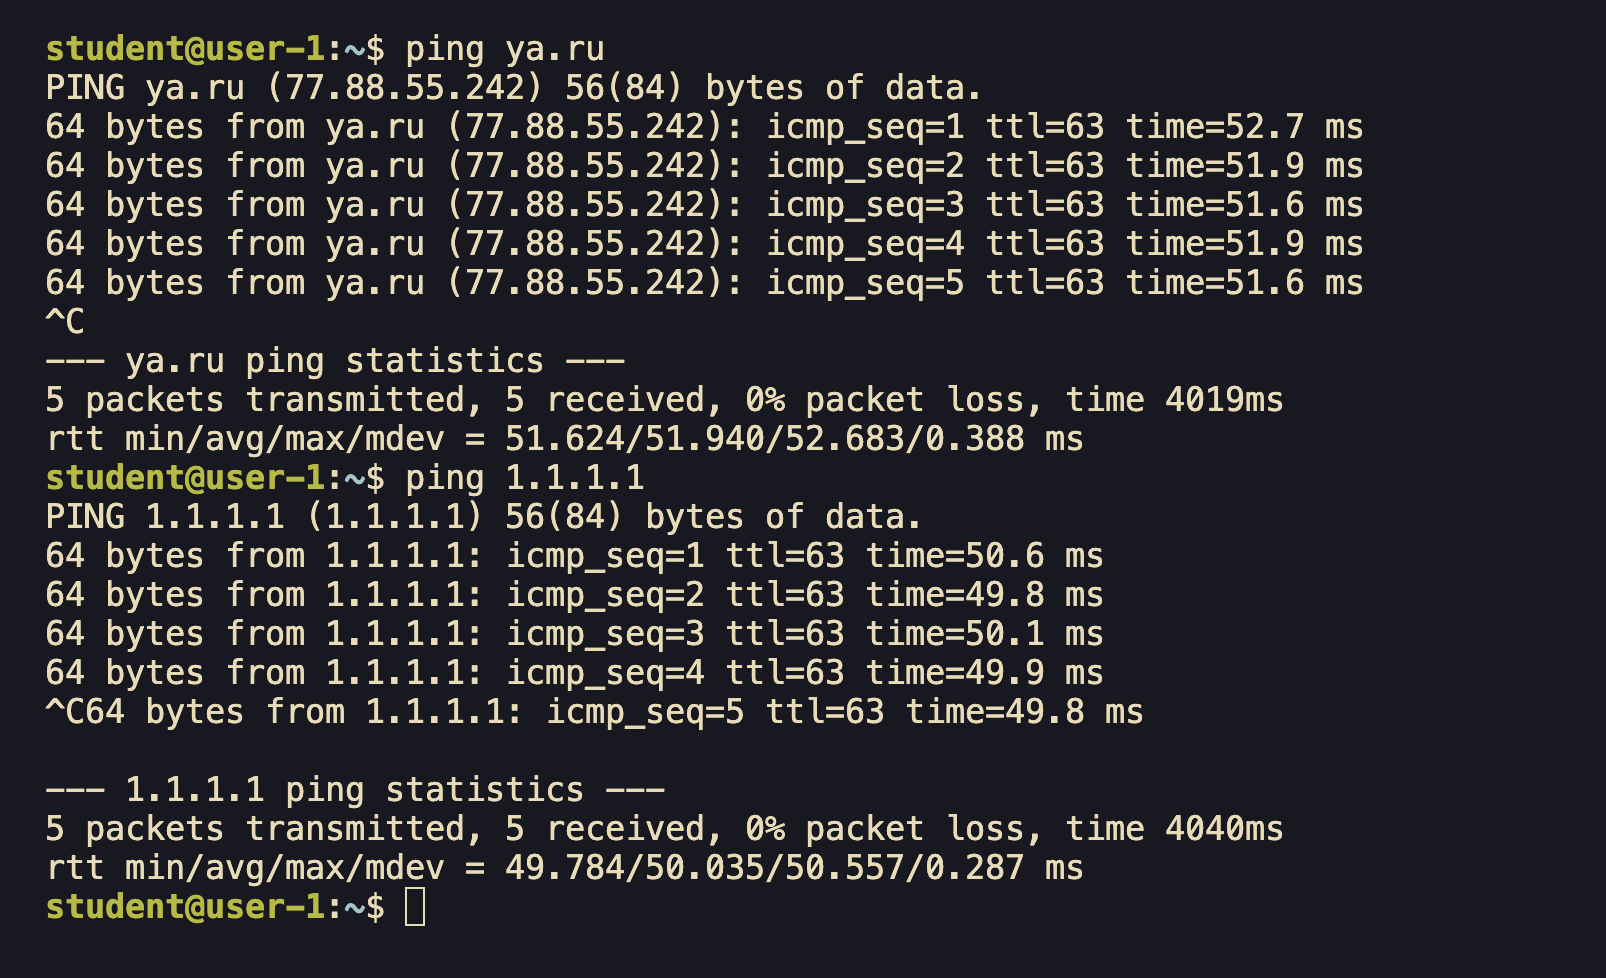 student@user-1:~$ ping ya.ru
PING ya.ru (77.88.55.242) 56(84) bytes of data.
64 bytes from ya.ru (77.88.55.242): icmp_seq=1 ttl=63 time=52.7 ms
64 bytes from ya.ru (77.88.55.242): icmp_seq=2 ttl=63 time=51.9 ms
64 bytes from ya.ru (77.88.55.242): icmp_seq=3 ttl=63 time=51.6 ms
64 bytes from ya.ru (77.88.55.242): icmp_seq=4 ttl=63 time=51.9 ms
64 bytes from ya.ru (77.88.55.242): icmp_seq=5 ttl=63 time=51.6 ms
^C
--- ya.ru ping statistics ---
5 packets transmitted, 5 received, 0% packet loss, time 4019ms
rtt min/avg/max/mdev = 51.624/51.940/52.683/0.388 ms
student@user-1:~$ ping 1.1.1.1
PING 1.1.1.1 (1.1.1.1) 56(84) bytes of data.
64 bytes from 1.1.1.1: icmp_seq=1 ttl=63 time=50.6 ms
64 bytes from 1.1.1.1: icmp_seq=2 ttl=63 time=49.8 ms
64 bytes from 1.1.1.1: icmp_seq=3 ttl=63 time=50.1 ms
64 bytes from 1.1.1.1: icmp_seq=4 ttl=63 time=49.9 ms
^C64 bytes from 1.1.1.1: icmp_seq=5 ttl=63 time=49.8 ms

--- 1.1.1.1 ping statistics ---
5 packets transmitted, 5 received, 0% packet loss, time 4040ms
rtt min/avg/max/mdev = 49.784/50.035/50.557/0.287 ms
student@user-1:~$